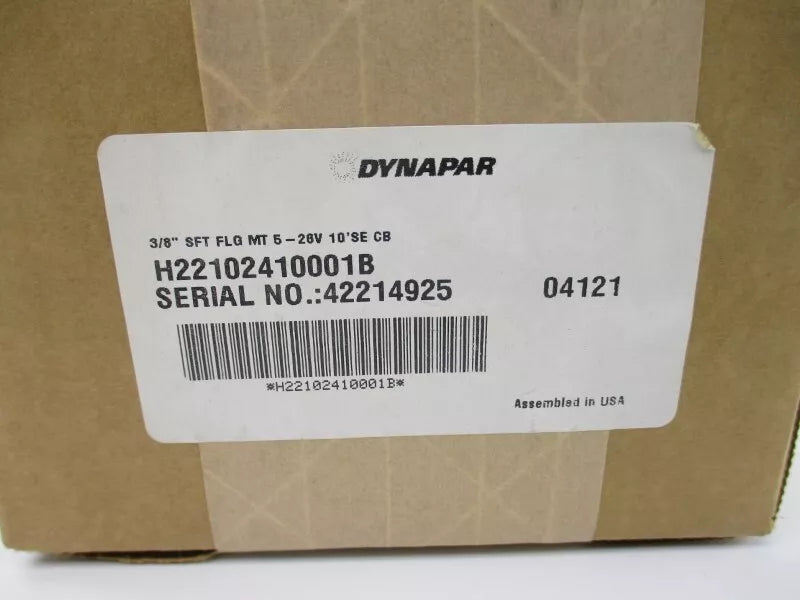 DYNAPAR
3/8" SFT FLG MT 5-26V 10'SE CB
H22102410001B
SERIAL NO.:42214925 04121
*H22102410001B*
Assembled in USA